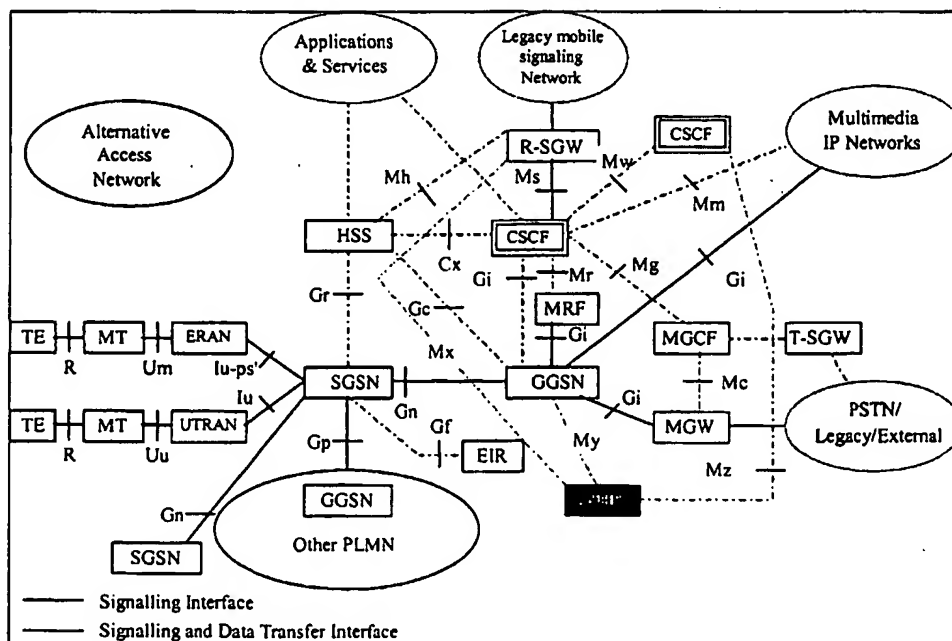 Applications
& Services
Legacy mobile
signaling
Network
Alternative
Access
Network
R-SGW
CSCF
Multimedia
IP Networks
Mh
Ms
Mw
Mm
HSS
CSCF
Cx
Gi
Mr
Mg
Gi
Gr
Gc
MRF
TE
MT
ERAN
Mx
Gi
MGCF
T-SGW
R
Um
Iu-ps'
SGSN
GGSN
Mc
Iu
Gn
Gi
PSTN/
Legacy/External
TE
MT
UTRAN
MGW
R
Uu
Gp
Gf
EIR
My
Mz
GGSN
Gn
Other PLMN
SGSN
Signalling Interface
Signalling and Data Transfer Interface